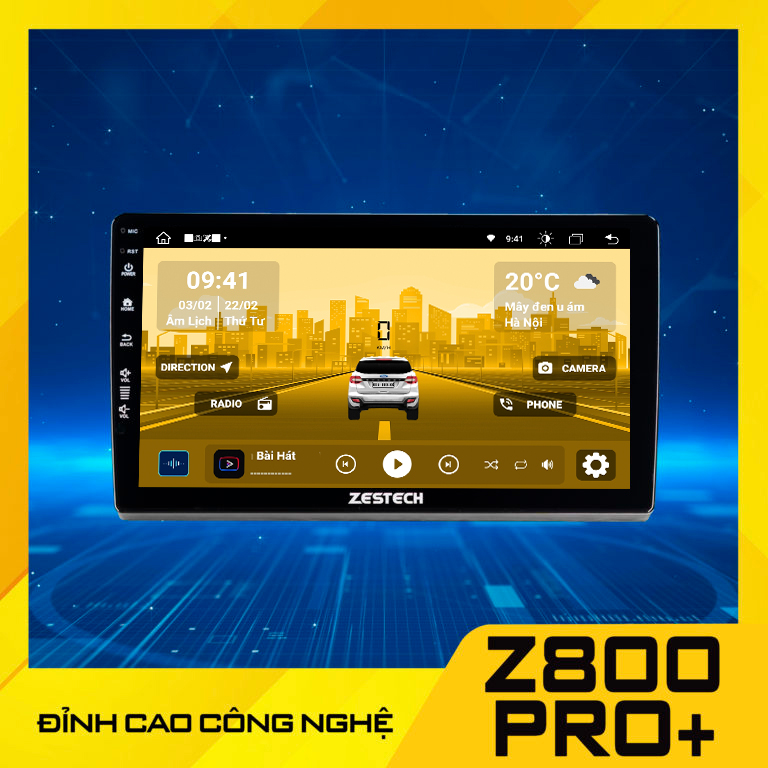 MIC
9:41
RST
POWER
HOME
BACK
VOL
VOL
09:41
03/02 22/02
Âm Lịch Thứ Tư
20°C
Mây đen u ám
Hà Nội
0
KM/H
DIRECTION
CAMERA
RADIO
PHONE
Bài Hát
ZESTECH
Z800
PRO+
ĐỈNH CAO CÔNG NGHỆ